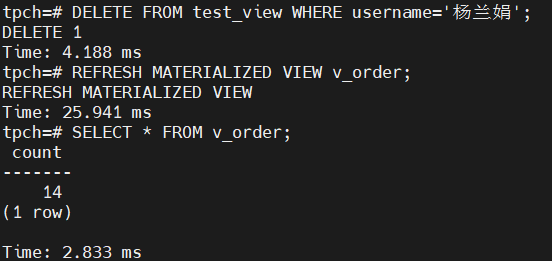 tpch=# DELETE FROM test_view WHERE username='杨兰娟';
DELETE 1
Time: 4.188 ms
tpch=# REFRESH MATERIALIZED VIEW v_order;
REFRESH MATERIALIZED VIEW
Time: 25.941 ms
tpch=# SELECT * FROM v_order;
 count
-------
    14
(1 row)

Time: 2.833 ms